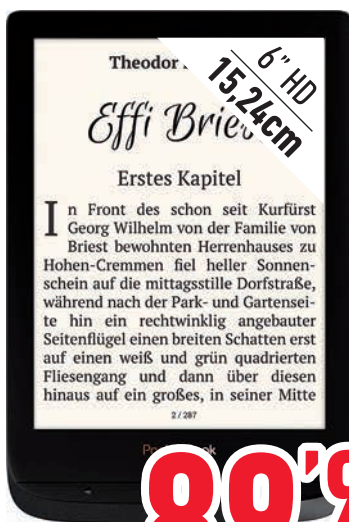 Theodor
6" HD
15,24cm
Effi
Erstes Kapitel
In Front des schon seit Kurfürst
Georg Wilhelm von der Familie von
Briest bewohnten Herrenhauses zu
Hohen-Cremmen fiel heller Sonnen-
schein auf die mittagsstille Dorfstraße,
während nach der Park- und Gartensei-
te hin ein rechtwinklig angebauter
Seitenflügel einen breiten Schatten erst
auf einen weiß und grün quadrierten
Fliesengang und dann über diesen
hinaus auf ein großes, in seiner Mitte
2 / 287